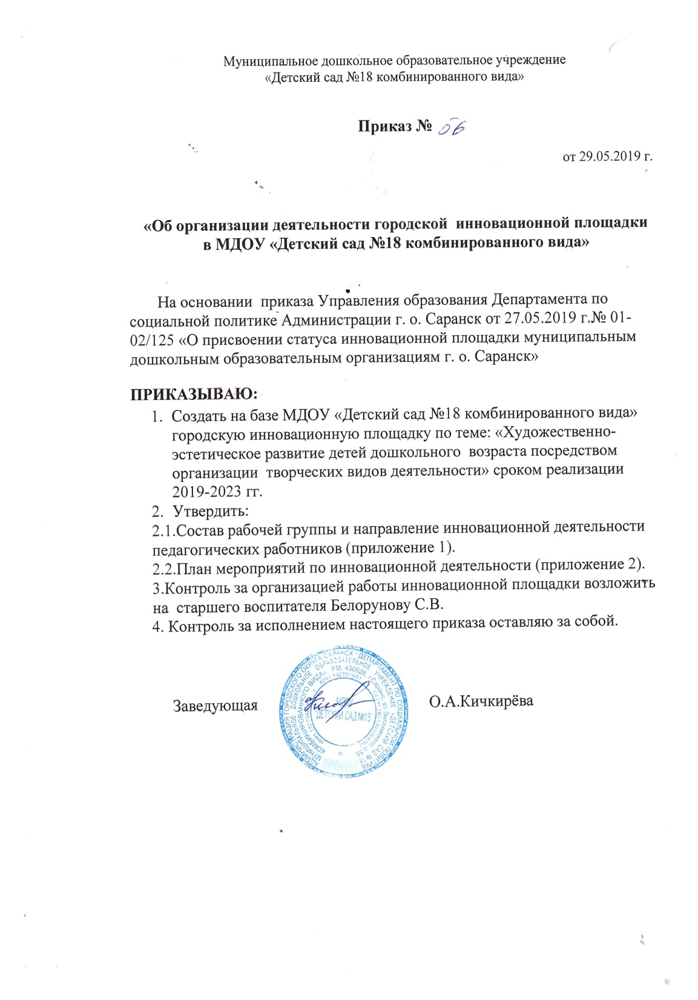 Муниципальное дошкольное образовательное учреждение
«Детский сад №18 комбинированного вида»
Приказ № 56
от 29.05.2019 г.
«Об организации деятельности городской инновационной площадки
в МДОУ «Детский сад №18 комбинированного вида»
На основании приказа Управления образования Департамента по
социальной политике Администрации г. о. Саранск от 27.05.2019 г.№ 01-
02/125 «О присвоении статуса инновационной площадки муниципальным
дошкольным образовательным организациям г. о. Саранск»
ПРИКАЗЫВАЮ:
1. Создать на базе МДОУ «Детский сад №18 комбинированного вида»
городскую инновационную площадку по теме: «Художественно-
эстетическое развитие детей дошкольного возраста посредством
организации творческих видов деятельности» сроком реализации
2019-2023 гг.
2. Утвердить:
2.1.Состав рабочей группы и направление инновационной деятельности
педагогических работников (приложение 1).
2.2.План мероприятий по инновационной деятельности (приложение 2).
3.Контроль за организацией работы инновационной площадки возложить
на старшего воспитателя Белорунову С.В.
4. Контроль за исполнением настоящего приказа оставляю за собой.
Заведующая
О.А.Кичкирёва
АДМИНИСТРАЦИЯ ГОРОДСКОГО ОКРУГА САРАНСК * ДЕПАРТАМЕНТ ПО СОЦИАЛЬНОЙ ПОЛИТИКЕ
МУНИЦИПАЛЬНОЕ ДОШКОЛЬНОЕ ОБРАЗОВАТЕЛЬНОЕ УЧРЕЖДЕНИЕ «ДЕТСКИЙ САД №18
КОМБИНИРОВАННОГО ВИДА» РМ, 430028, г.Саранск, ул.
КПП 132701001
МДОУ
"ДЕТСКИЙ САД №18"